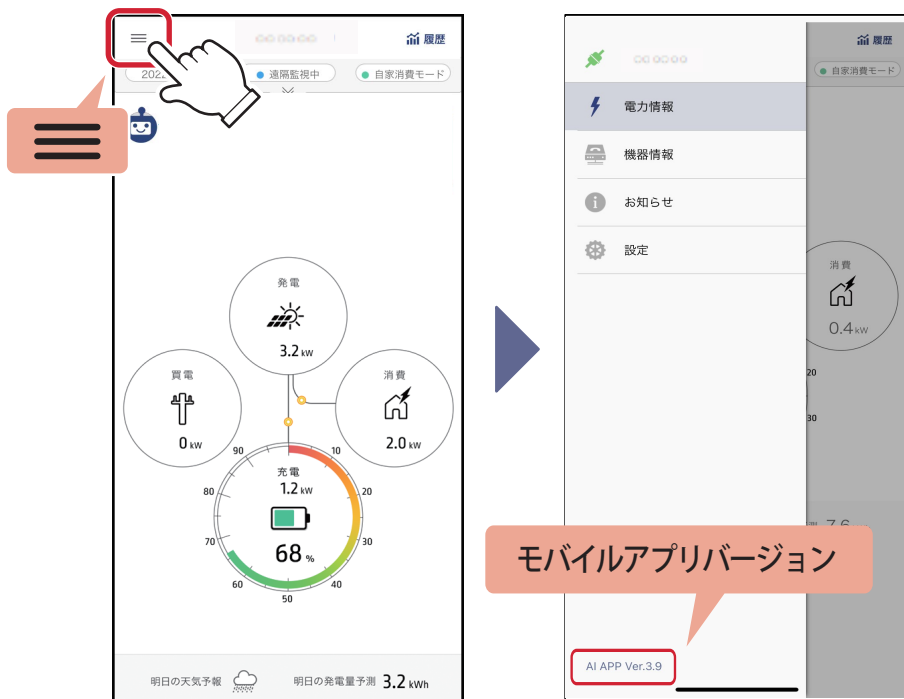 履歴
2022
遠隔監視中
自家消費モード
発電
3.2 kW
買電
0 kW
消費
2.0 kW
充電
1.2 kW
68 %
10
20
30
40
50
60
70
80
90
明日の天気予報
明日の発電量予測 3.2 kWh
電力情報
機器情報
お知らせ
設定
AI APP Ver.3.9
モバイルアプリバージョン
履歴
自家消費モード
消費
0.4 kW
20
30
7.6